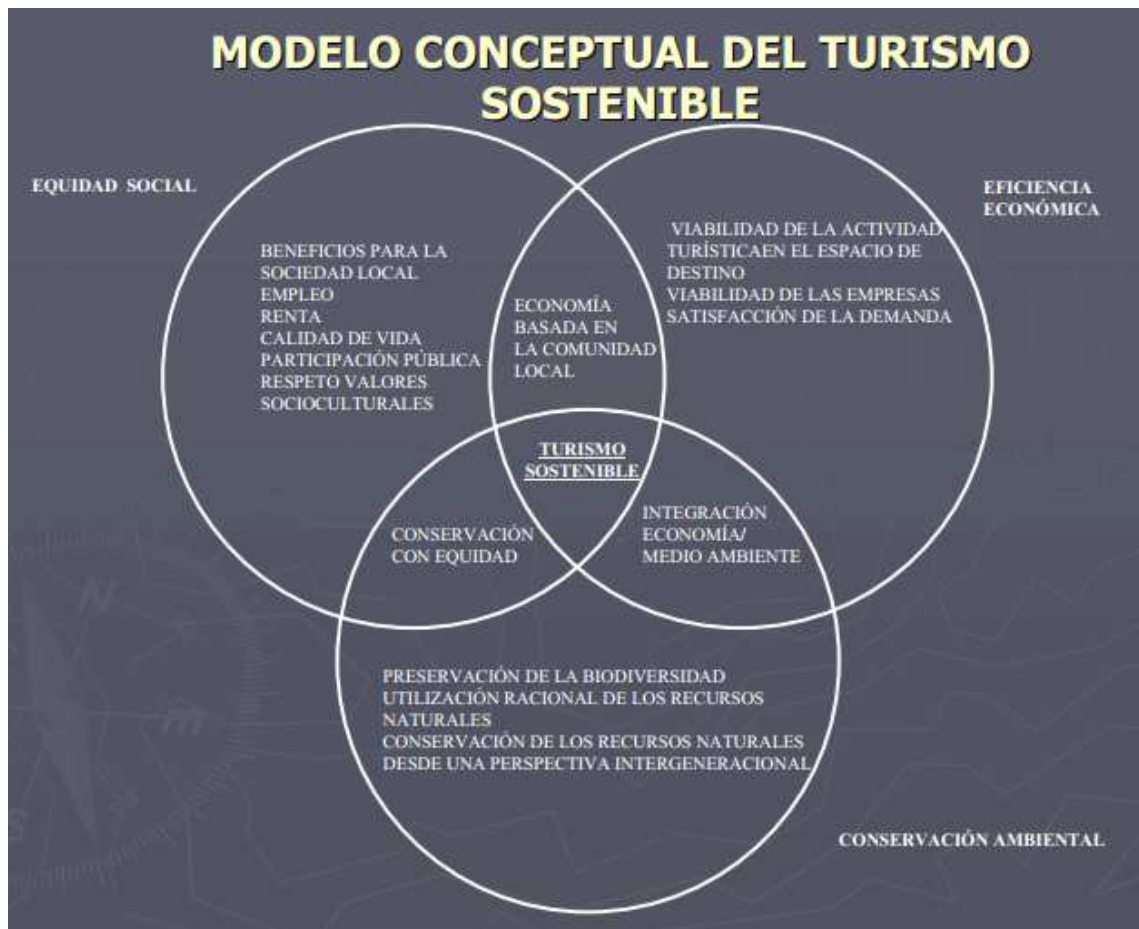 MODELO CONCEPTUAL DEL TURISMO
SOSTENIBLE
EQUIDAD SOCIAL
EFICIENCIA
ECONÓMICA
BENEFICIOS PARA LA
SOCIEDAD LOCAL
EMPLEO
RENTA
CALIDAD DE VIDA
PARTICIPACIÓN PÙBLICA
RESPETO VALORES
SOCIOCULTURALES
ECONOMÍA
BASADA EN
LA COMUNIDAD
LOCAL
VIABILIDAD DE LA ACTIVIDAD
TURÍSTICAEN EL ESPACIO DE
DESTINO
VIABILIDAD DE LAS EMPRESAS
SATISFACCIÓN DE LA DEMANDA
TURISMO
SOSTENIBLE
CONSERVACIÓN
CON EQUIDAD
INTEGRACIÓN
ECONOMÍA/
MEDIO AMBIENTE
PRESERVACIÓN DE LA BIODIVERSIDAD
UTILIZACIÓN RACIONAL DE LOS RECURSOS
NATURALES
CONSERVACIÓN DE LOS RECURSOS NATURALES
DESDE UNA PERSPECTIVA INTERGENERACIONAL
CONSERVACIÓN AMBIENTAL
N
m
S